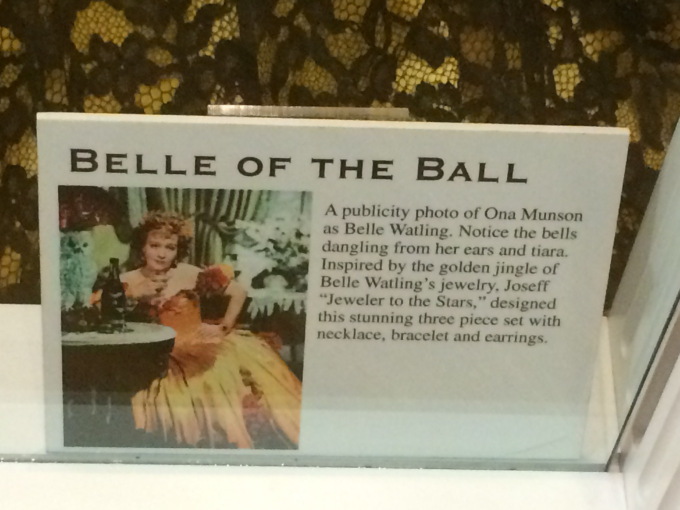 BELLE OF THE BALL
A publicity photo of Ona Munson
as Belle Watling. Notice the bells
dangling from her ears and tiara.
Inspired by the golden jingle of
Belle Watling's jewelry, Joseff
"Jeweler to the Stars," designed
this stunning three piece set with
necklace, bracelet and earrings.